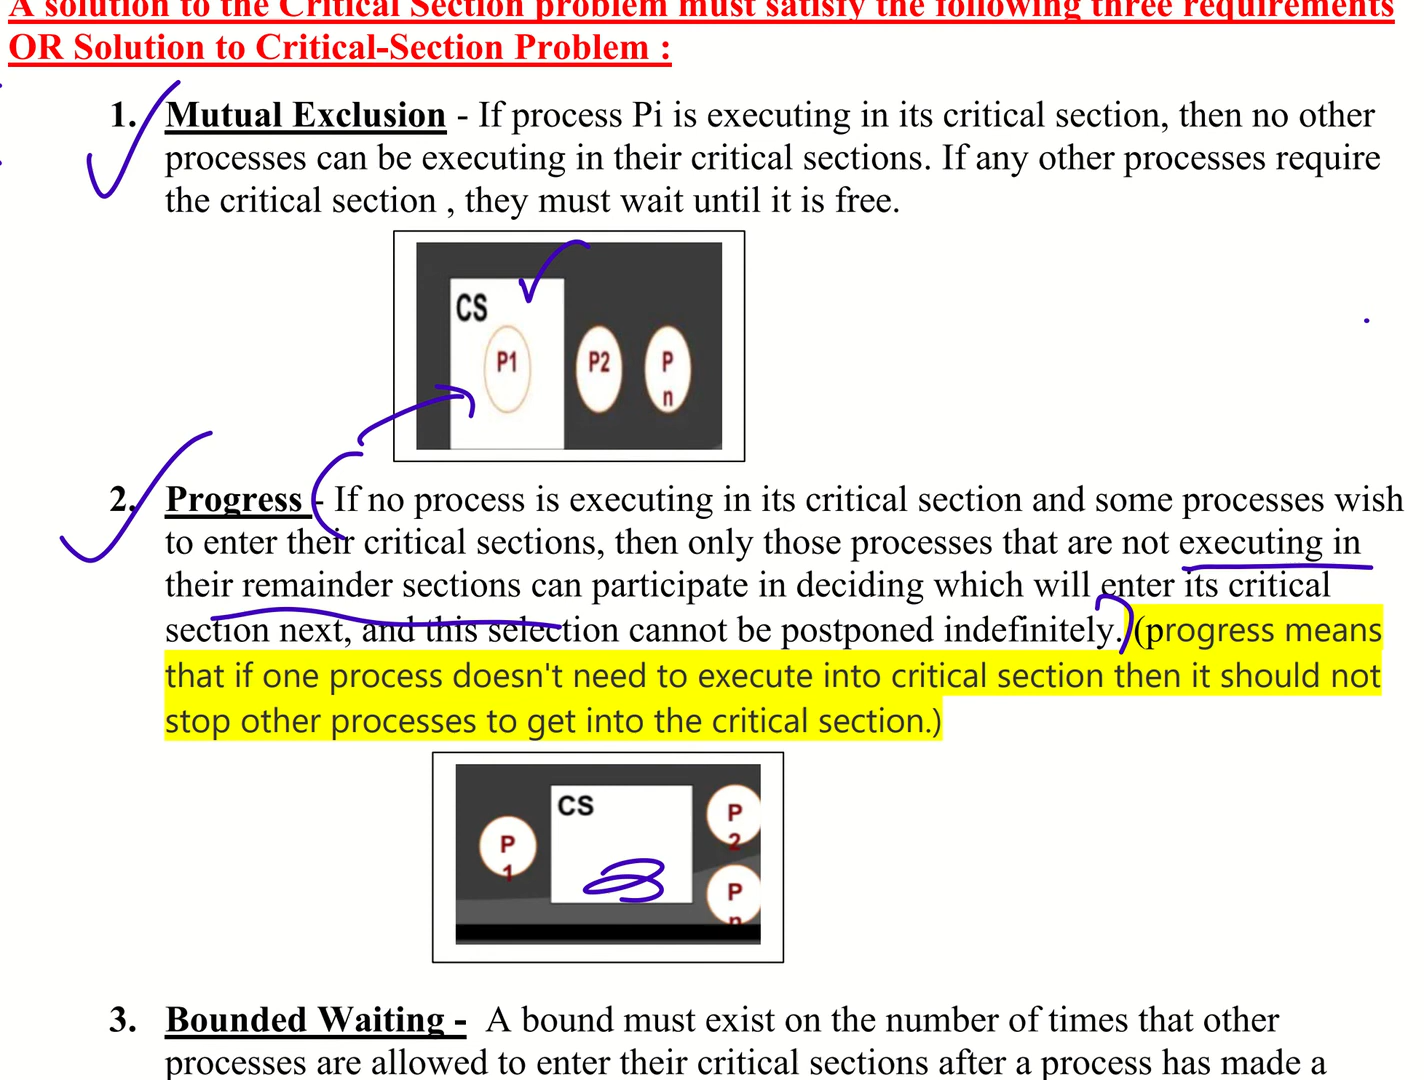 A solution to the Critical Section problem must satisfy the following three requirements
OR Solution to Critical-Section Problem :
1. Mutual Exclusion - If process Pi is executing in its critical section, then no other
processes can be executing in their critical sections. If any other processes require
the critical section , they must wait until it is free.
CS
P1 P2 P
n
2. Progress - If no process is executing in its critical section and some processes wish
to enter their critical sections, then only those processes that are not executing in
their remainder sections can participate in deciding which will enter its critical
section next, and this selection cannot be postponed indefinitely. (progress means
that if one process doesn't need to execute into critical section then it should not
stop other processes to get into the critical section.)
CS
P
1
P
2
P
n
3. Bounded Waiting - A bound must exist on the number of times that other
processes are allowed to enter their critical sections after a process has made a